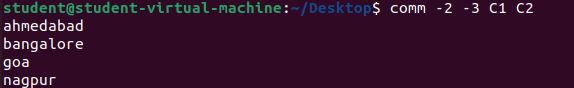 student@student-virtual-machine:~/Desktop$ comm -2 -3 C1 C2
ahmedabad
bangalore
goa
nagpur